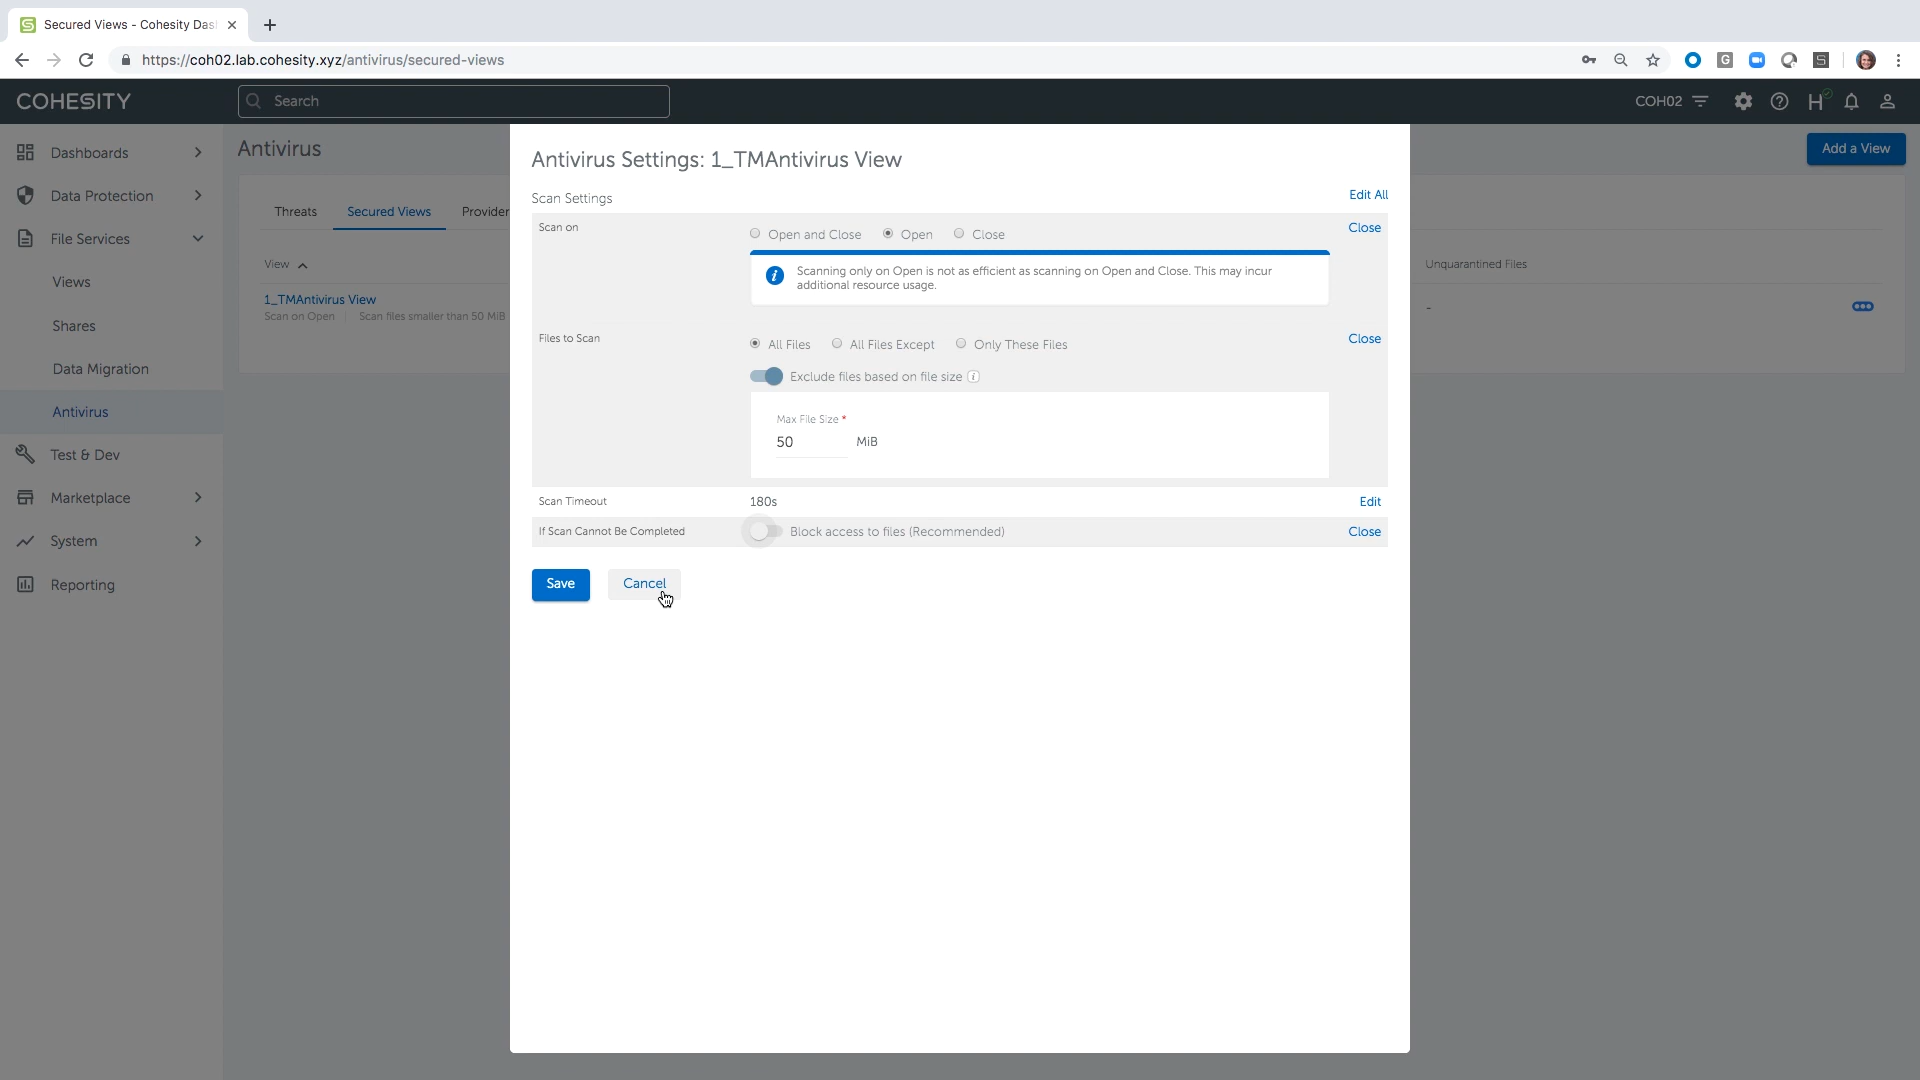 Secured Views - Cohesity Das
https://coh02.lab.cohesity.xyz/antivirus/secured-views
COHESITY
Search
COH02
Dashboards
Data Protection
File Services
Views
Shares
Data Migration
Antivirus
Test & Dev
Marketplace
System
Reporting
Antivirus
Add a View
Threats
Secured Views
Provider
View
Unquarantined Files
1_TMAntivirus View
Scan on Open | Scan files smaller than 50 MiB
-
Antivirus Settings: 1_TMAntivirus View
Scan Settings
Edit All
Scan on
Open and Close
Open
Close
Close
Scanning only on Open is not as efficient as scanning on Open and Close. This may incur
additional resource usage.
Files to Scan
All Files
All Files Except
Only These Files
Close
Exclude files based on file size
Max File Size *
50 MiB
Scan Timeout
180s
Edit
If Scan Cannot Be Completed
Block access to files (Recommended)
Close
Save
Cancel